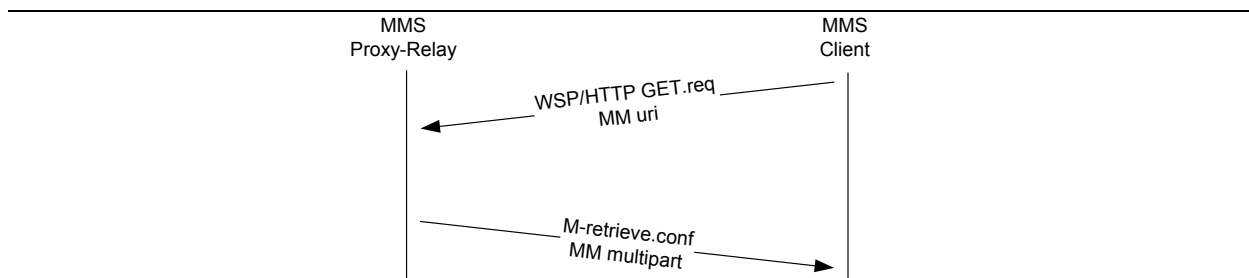 MMS
Proxy-Relay
MMS
Client
WSP/HTTP GET.req
MM uri
M-retrieve.conf
MM multipart